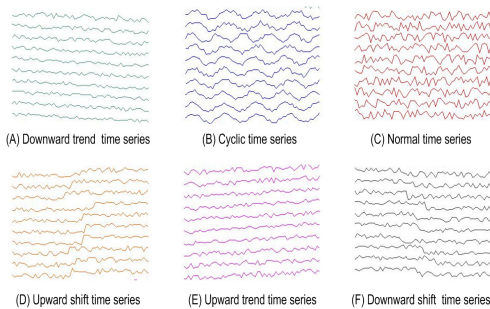 (A) Downward trend time series
(B) Cyclic time series
(C) Normal time series
(D) Upward shift time series
(E) Upward trend time series
(F) Downward shift time series